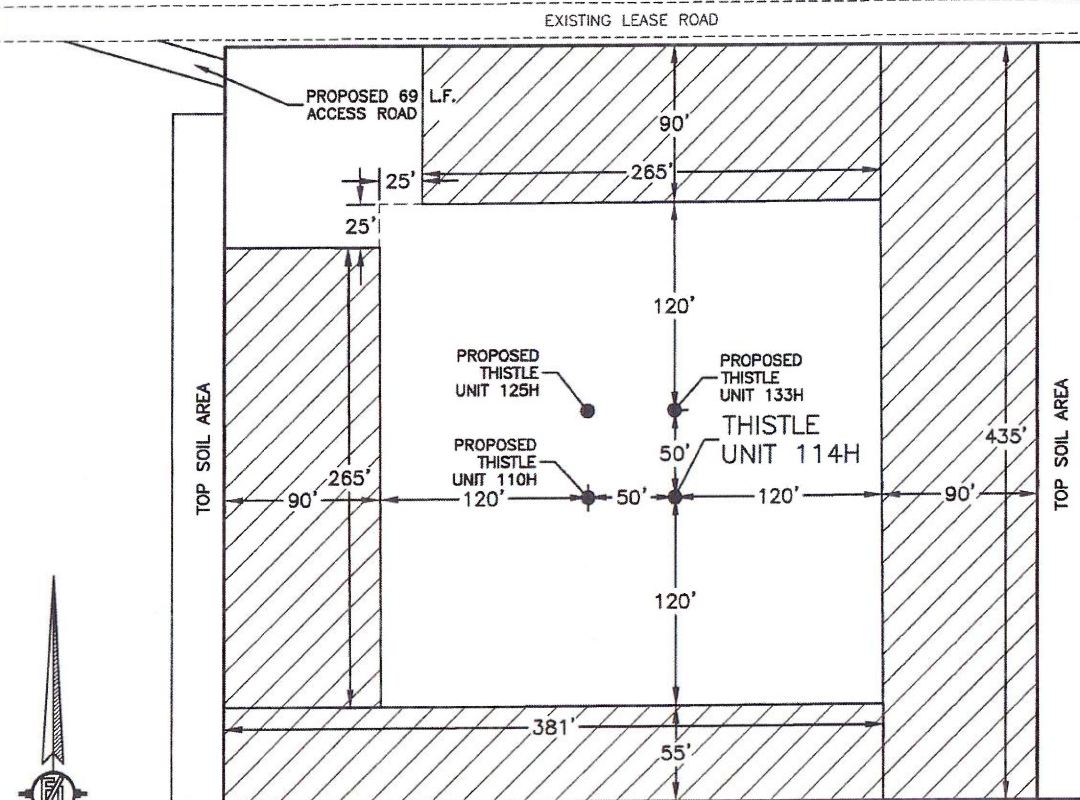 EXISTING LEASE ROAD
PROPOSED 69 L.F.
ACCESS ROAD
90'
265'
25'
25'
120'
PROPOSED
THISTLE
UNIT 125H
PROPOSED
THISTLE
UNIT 133H
THISTLE
UNIT 114H
PROPOSED
THISTLE
UNIT 110H
50'
TOP SOIL AREA
265'
435'
TOP SOIL AREA
90'
120'
50'
120'
90'
120'
381'
55'